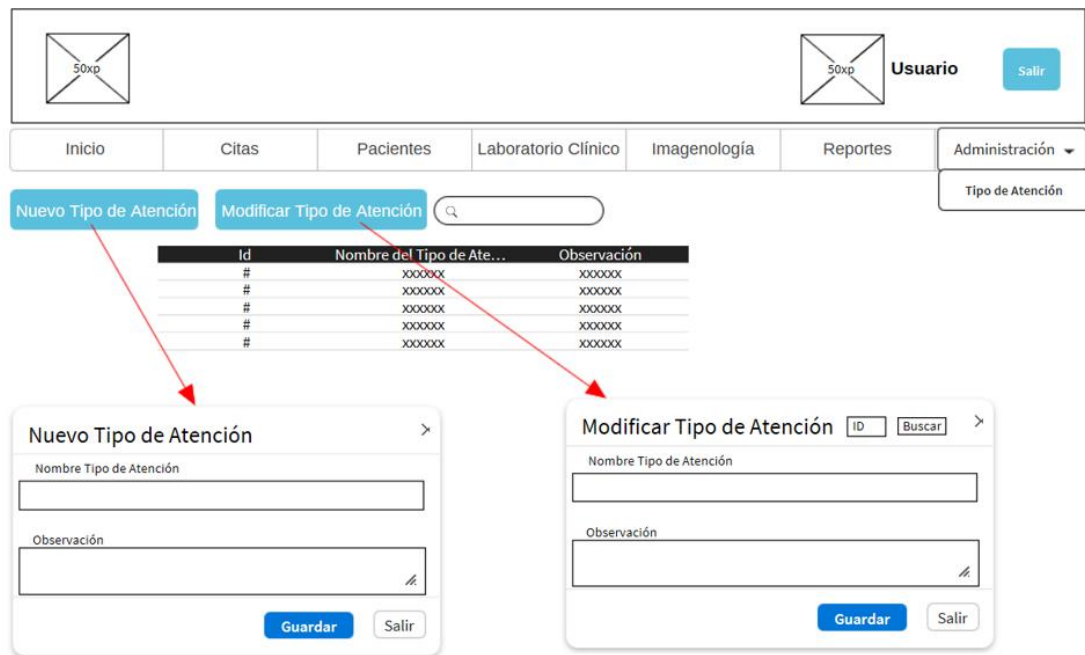 50xp
50xp
Usuario
Salir
Inicio
Citas
Pacientes
Laboratorio Clínico
Imagenología
Reportes
Administración
Tipo de Atención
Nuevo Tipo de Atención
Modificar Tipo de Atención
Id Nombre del Tipo de Ate... Observación
# xxxxxx xxxxxx
# xxxxxx xxxxxx
# xxxxxx xxxxxx
# xxxxxx xxxxxx
# xxxxxx xxxxxx
Nuevo Tipo de Atención
Nombre Tipo de Atención
Observación
Guardar
Salir
Modificar Tipo de Atención
ID
Buscar
Nombre Tipo de Atención
Observación
Guardar
Salir